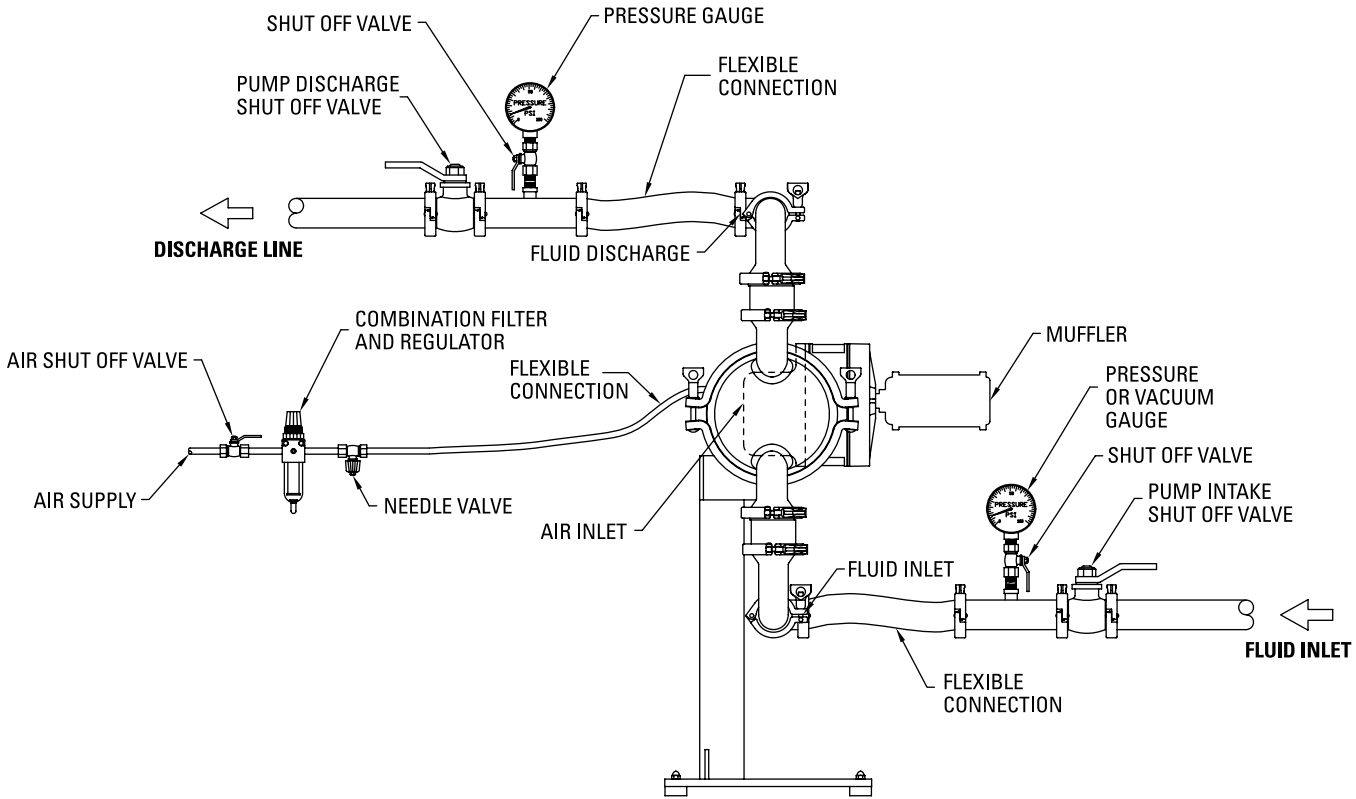 SHUT OFF VALVE
PRESSURE GAUGE
PUMP DISCHARGE
SHUT OFF VALVE
FLEXIBLE
CONNECTION
PRESSURE
PSI
0
DISCHARGE LINE
FLUID DISCHARGE
COMBINATION FILTER
AND REGULATOR
AIR SHUT OFF VALVE
FLEXIBLE
CONNECTION
MUFFLER
PRESSURE
OR VACUUM
GAUGE
SHUT OFF VALVE
PUMP INTAKE
SHUT OFF VALVE
AIR SUPPLY
NEEDLE VALVE
AIR INLET
PRESSURE
PSI
0
FLUID INLET
FLUID INLET
FLEXIBLE
CONNECTION